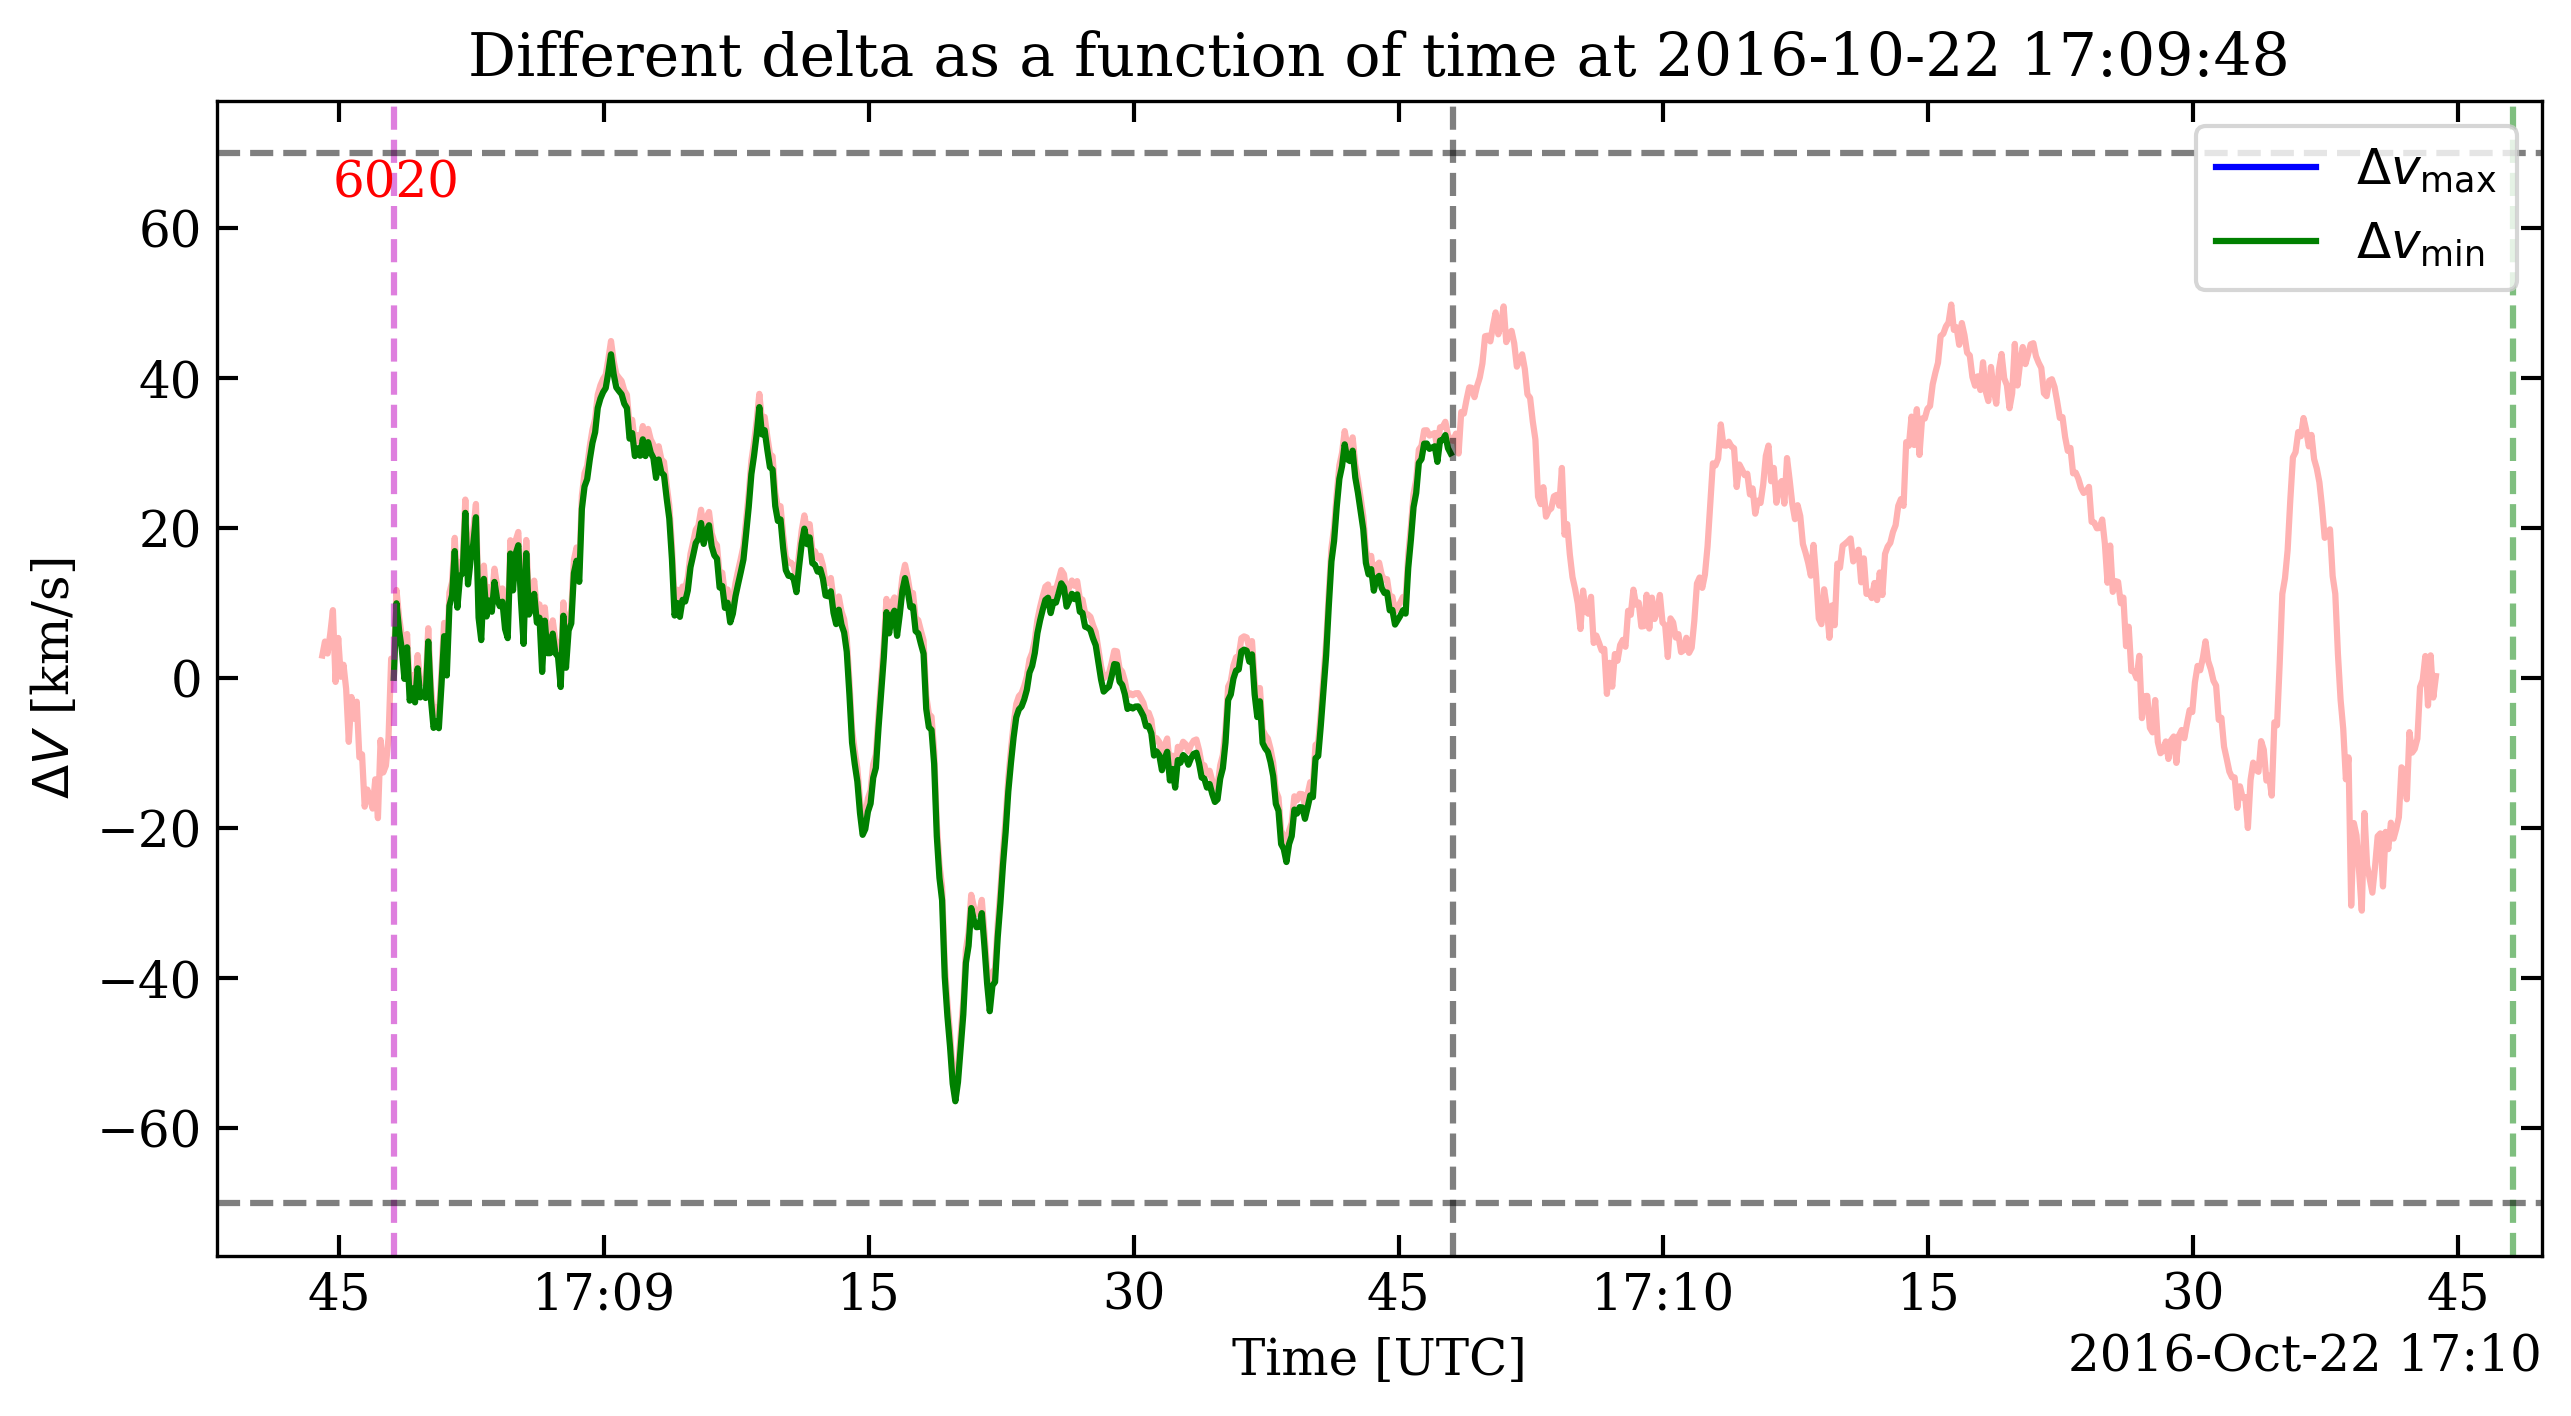 Different delta as a function of time at 2016-10-22 17:09:48
6020
Δv_max
Δv_min
60
40
20
0
−20
−40
−60
ΔV [km/s]
45 17:09 15 30 45 17:10 15 30 45
Time [UTC]
2016-Oct-22 17:10